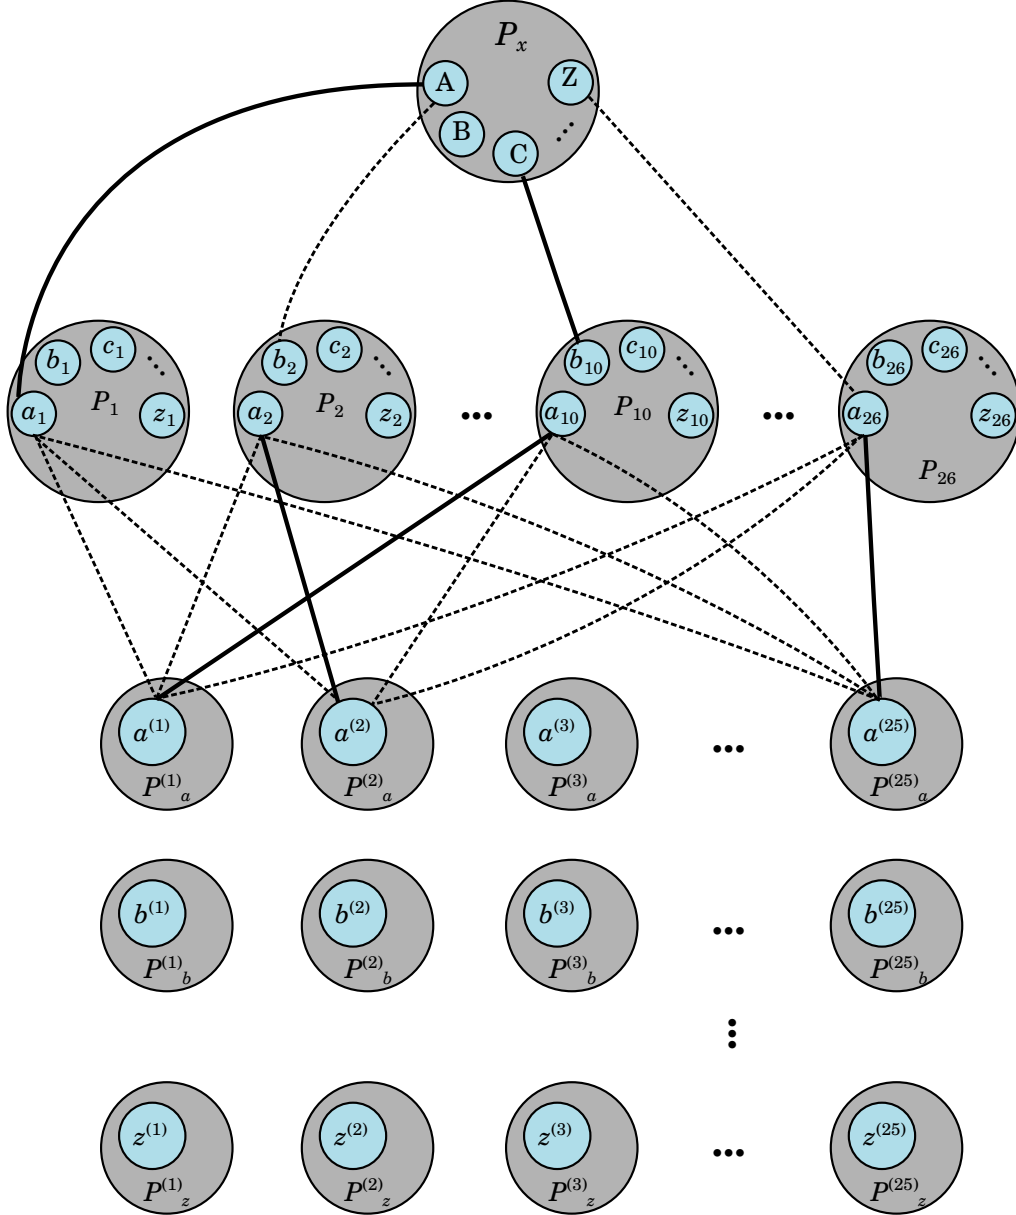 P_x
A Z
B
C ⋰
b_1 c_1 ⋱ b_2 c_2 ⋱ b_10 c_10 ⋱ b_26 c_26 ⋱
a_1 P_1 z_1 a_2 P_2 z_2 ... a_10 P_10 z_10 ... a_26 z_26
P_26
a^(1) a^(2) a^(3) ... a^(25)
P^(1)_a P^(2)_a P^(3)_a P^(25)_a
b^(1) b^(2) b^(3) ... b^(25)
P^(1)_b P^(2)_b P^(3)_b P^(25)_b
⋮
z^(1) z^(2) z^(3) ... z^(25)
P^(1)_z P^(2)_z P^(3)_z P^(25)_z